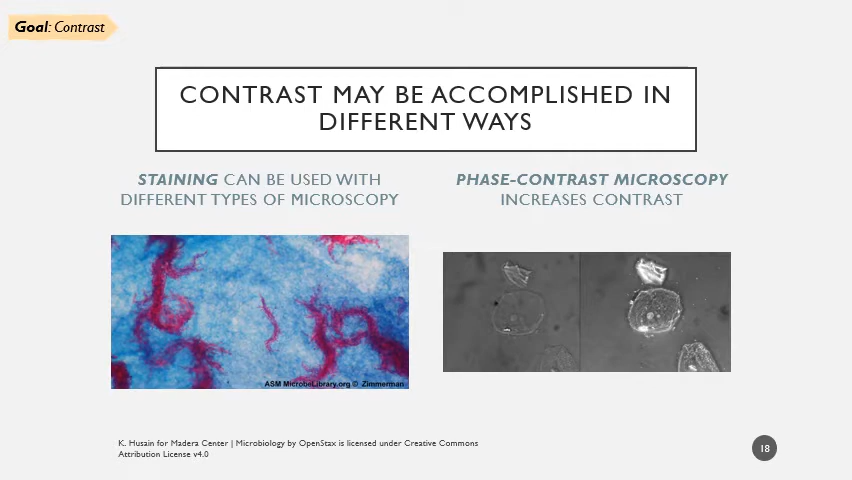 Goal: Contrast
CONTRAST MAY BE ACCOMPLISHED IN
DIFFERENT WAYS
STAINING CAN BE USED WITH
DIFFERENT TYPES OF MICROSCOPY
PHASE-CONTRAST MICROSCOPY
INCREASES CONTRAST
ASM MicrobeLibrary.org © Zimmerman
K. Husain for Madera Center | Microbiology by OpenStax is licensed under Creative Commons
Attribution License v4.0
18